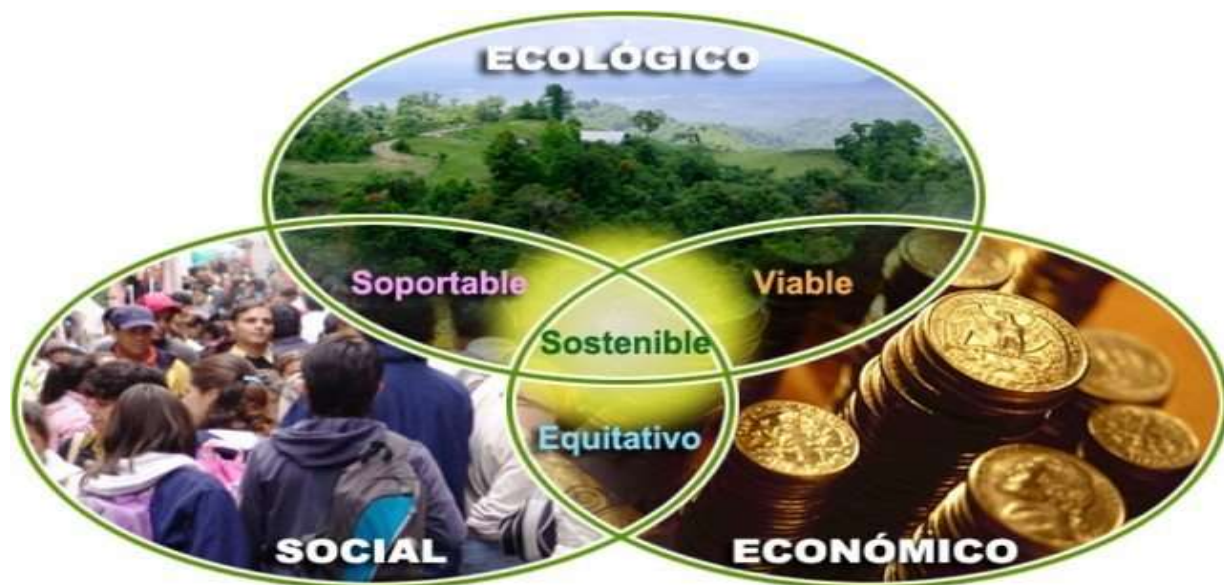 ECOLÓGICO
Soportable
Viable
Sostenible
Equitativo
SOCIAL
ECONÓMICO